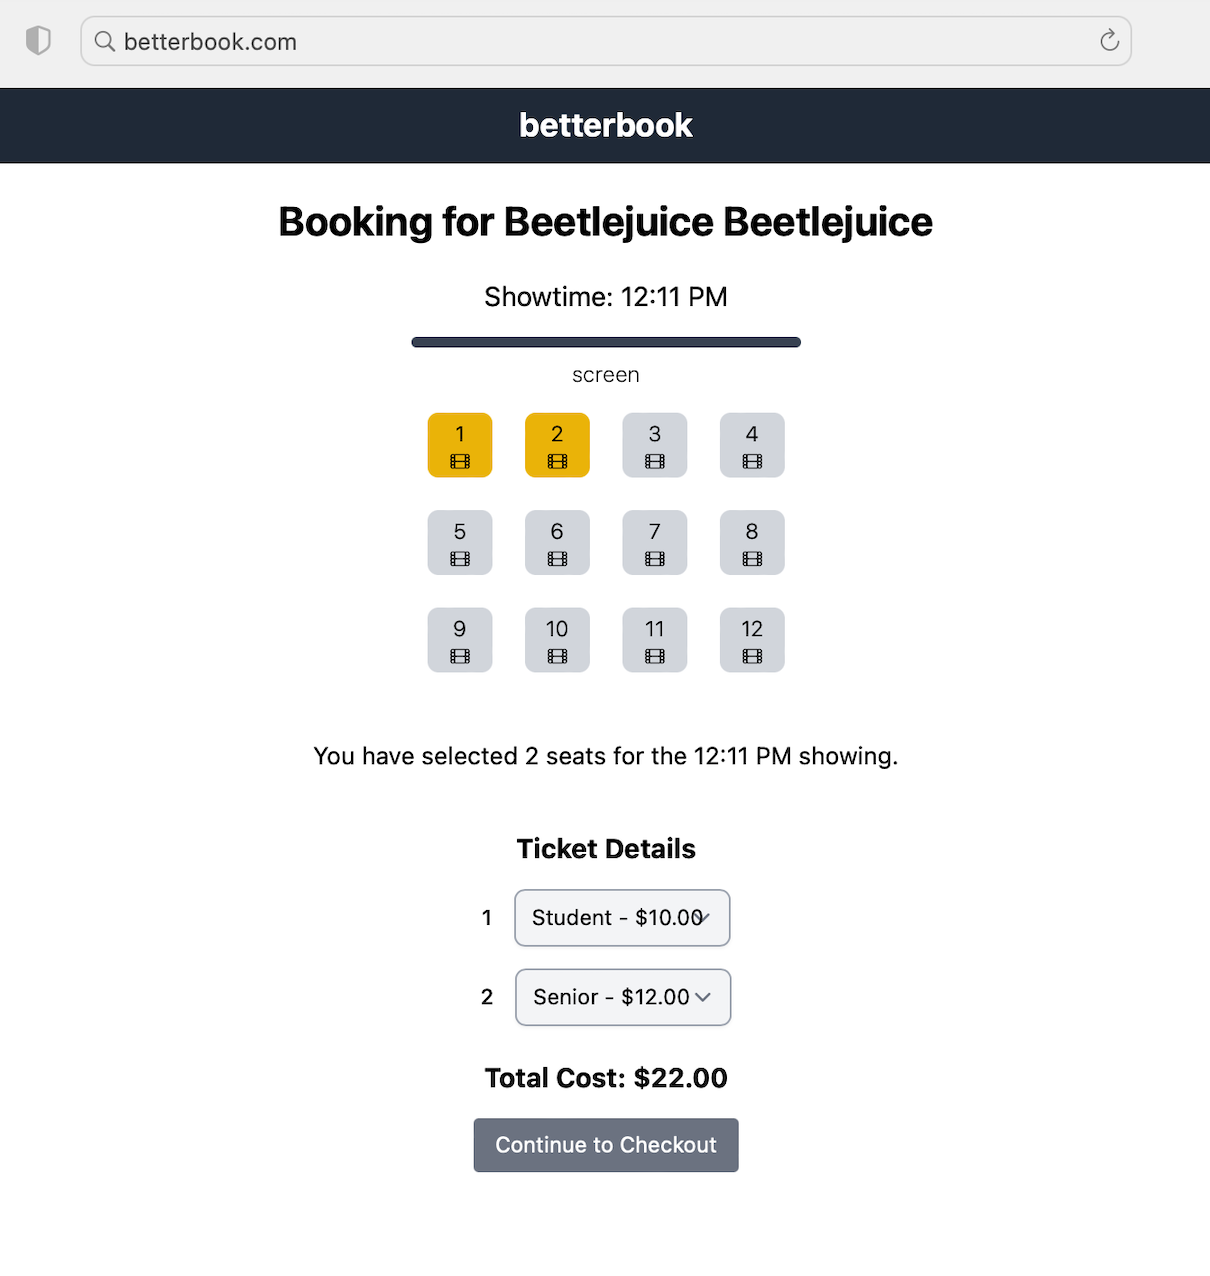 betterbook.com
betterbook
Booking for Beetlejuice Beetlejuice
Showtime: 12:11 PM
screen
1 2 3 4
5 6 7 8
9 10 11 12
You have selected 2 seats for the 12:11 PM showing.
Ticket Details
1 Student - $10.00
2 Senior - $12.00
Total Cost: $22.00
Continue to Checkout